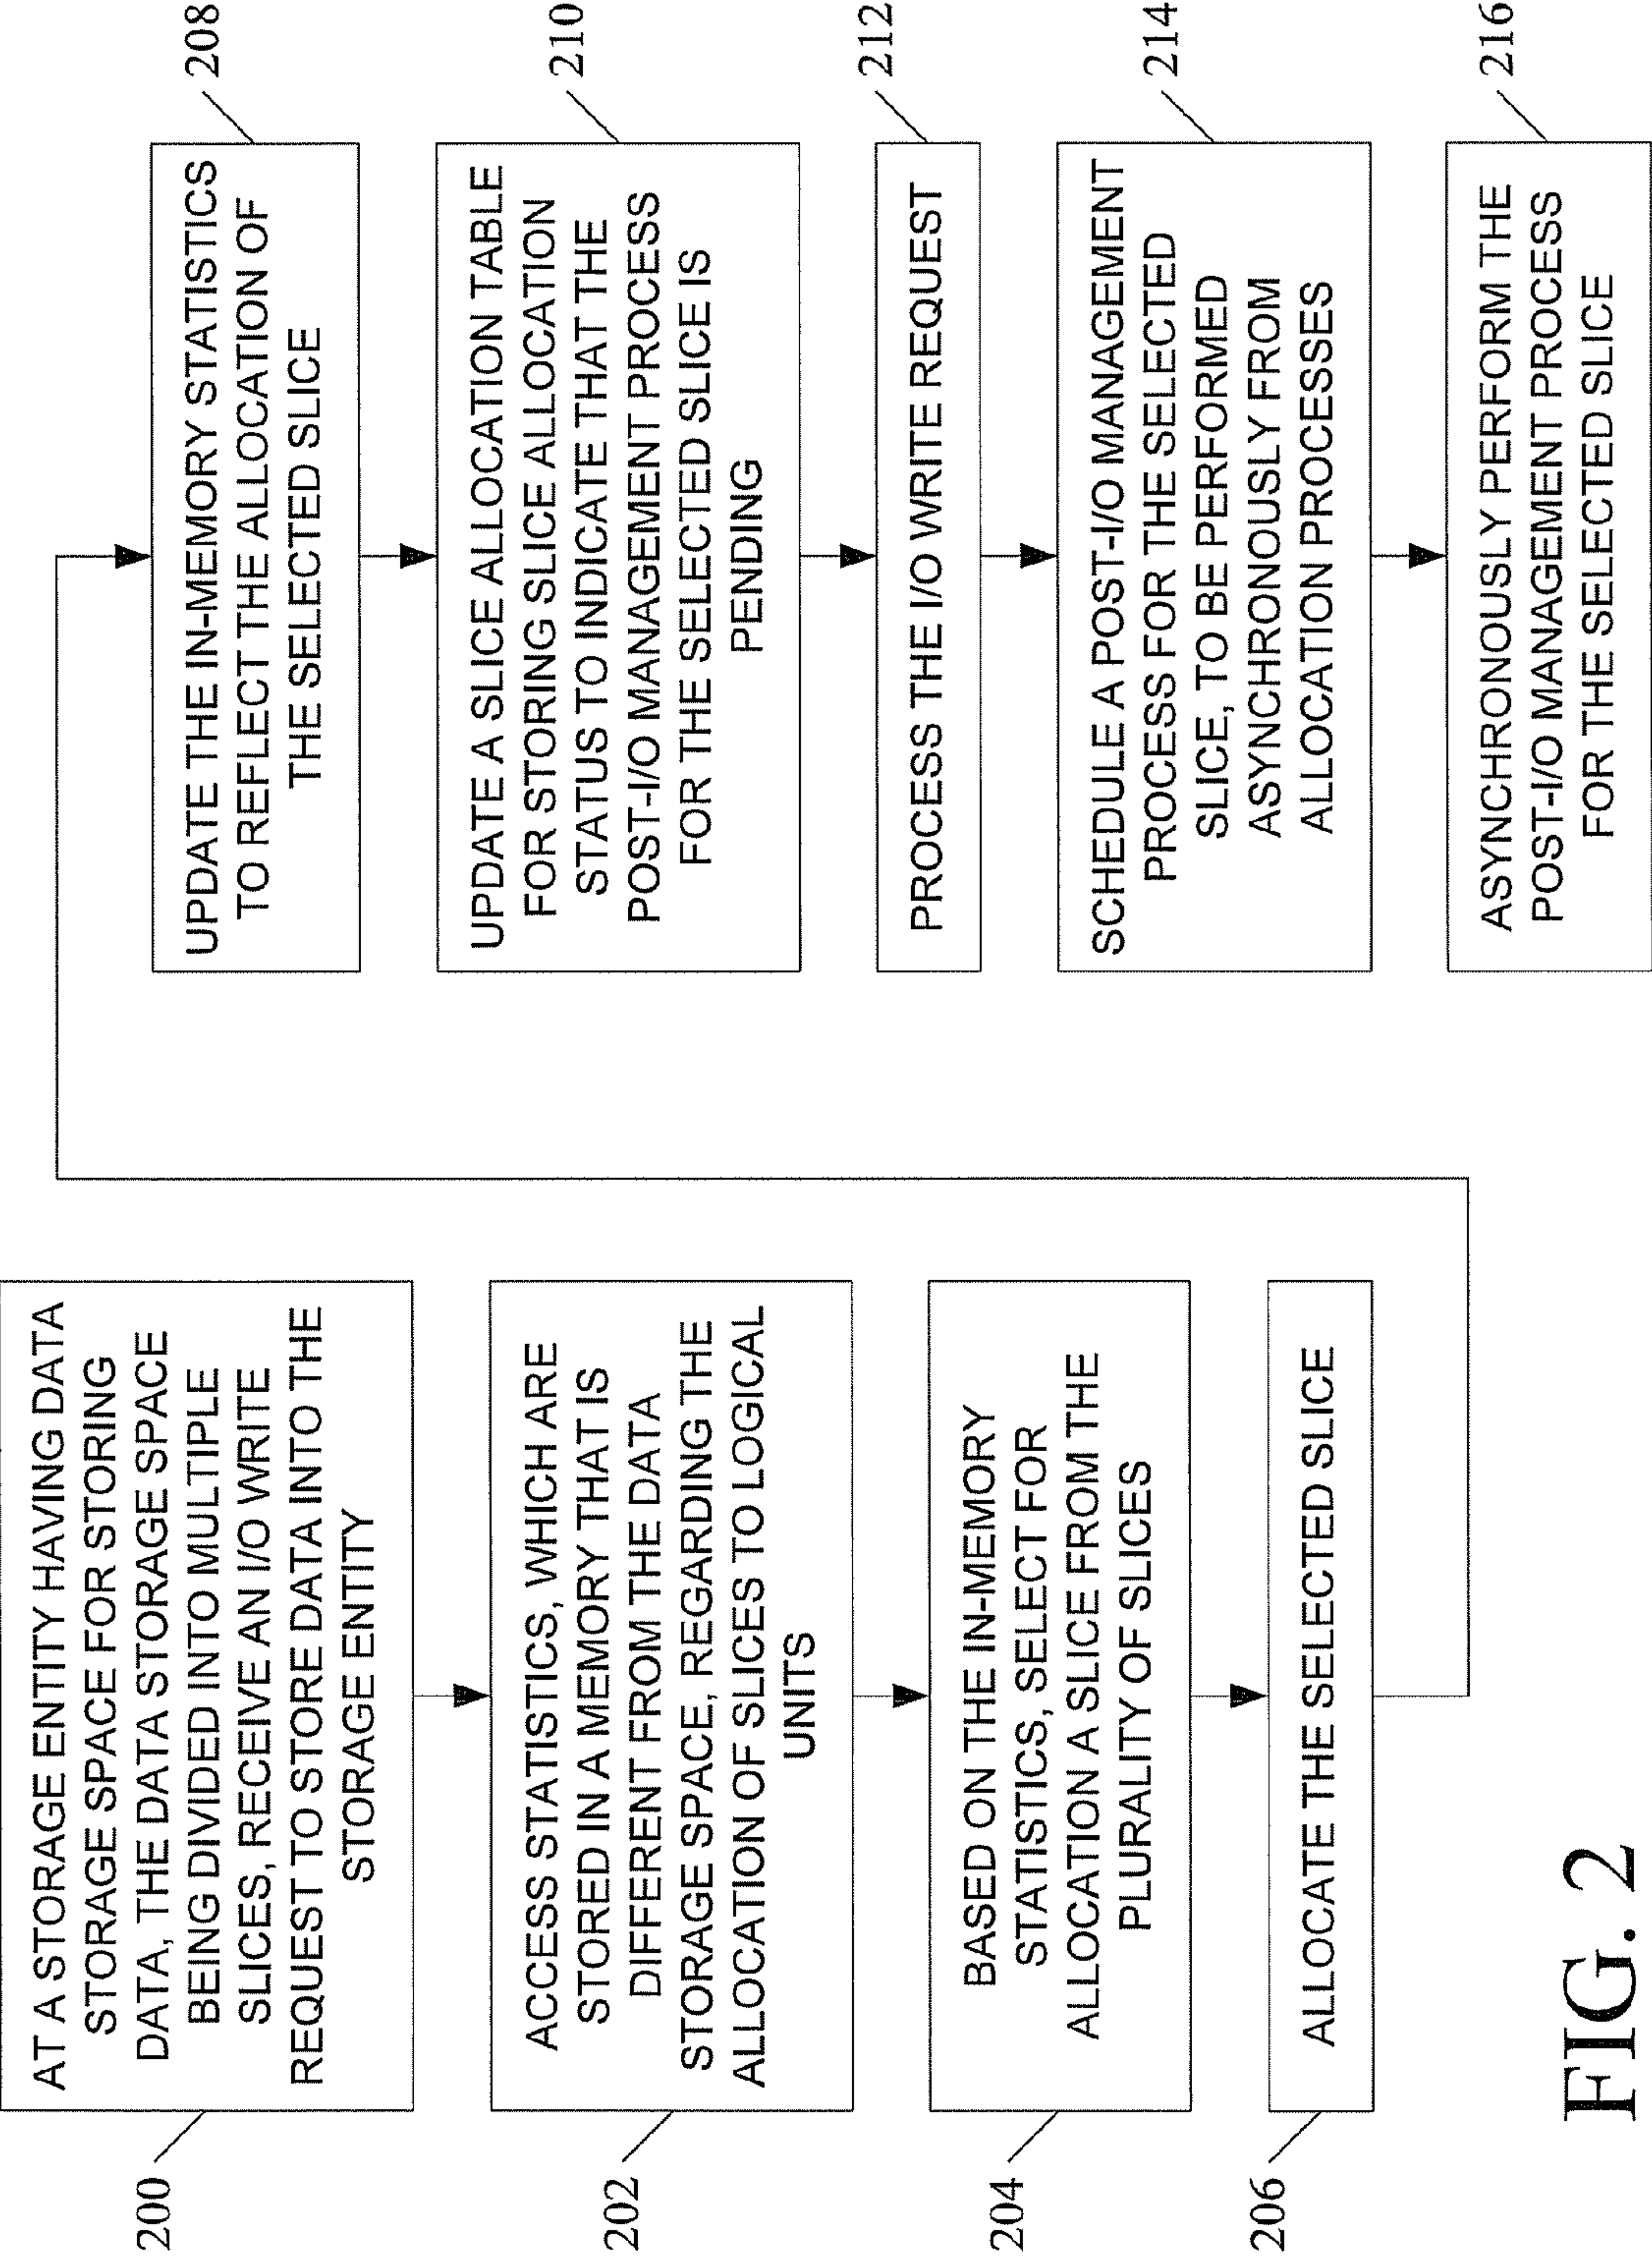 200
AT A STORAGE ENTITY HAVING DATA
STORAGE SPACE FOR STORING
DATA, THE DATA STORAGE SPACE
BEING DIVIDED INTO MULTIPLE
SLICES, RECEIVE AN I/O WRITE
REQUEST TO STORE DATA INTO THE
STORAGE ENTITY
202
ACCESS STATISTICS, WHICH ARE
STORED IN A MEMORY THAT IS
DIFFERENT FROM THE DATA
STORAGE SPACE, REGARDING THE
ALLOCATION OF SLICES TO LOGICAL
UNITS
204
BASED ON THE IN-MEMORY
STATISTICS, SELECT FOR
ALLOCATION A SLICE FROM THE
PLURALITY OF SLICES
206
ALLOCATE THE SELECTED SLICE
UPDATE THE IN-MEMORY STATISTICS
TO REFLECT THE ALLOCATION OF
THE SELECTED SLICE
208
UPDATE A SLICE ALLOCATION TABLE
FOR STORING SLICE ALLOCATION
STATUS TO INDICATE THAT THE
POST-I/O MANAGEMENT PROCESS
FOR THE SELECTED SLICE IS
PENDING
210
PROCESS THE I/O WRITE REQUEST
212
SCHEDULE A POST-I/O MANAGEMENT
PROCESS FOR THE SELECTED
SLICE, TO BE PERFORMED
ASYNCHRONOUSLY FROM
ALLOCATION PROCESSES
214
ASYNCHRONOUSLY PERFORM THE
POST-I/O MANAGEMENT PROCESS
FOR THE SELECTED SLICE
216
FIG. 2